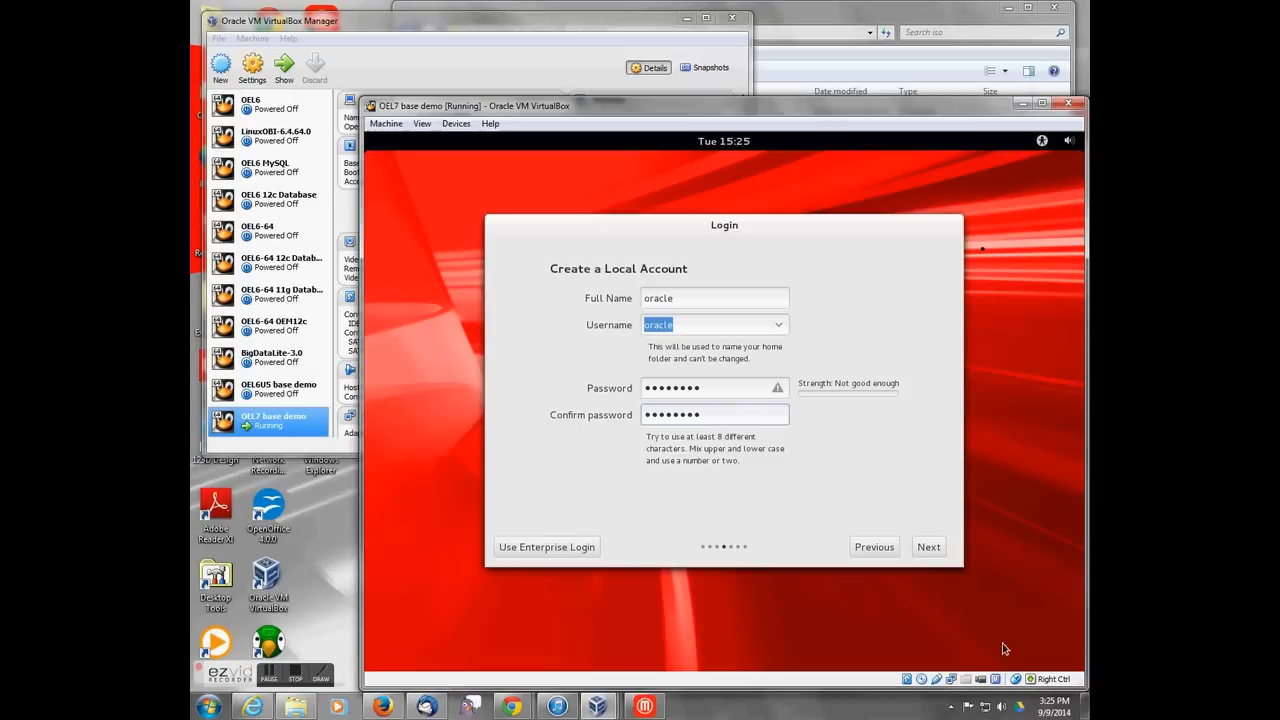 Oracle VM VirtualBox Manager
File Machine Help
Search iso
New
Settings
Show
Discard
Details
Snapshots
Date modified
Type
Size
OEL6
Powered Off
LinuxOBI-6.4.64.0
Powered Off
OEL6 MySQL
Powered Off
OEL6 12c Database
Powered Off
OEL6-64
Powered Off
OEL6-64 12c Datab...
Powered Off
OEL6-64 11g Datab...
Powered Off
OEL6-64 OEM12c
Powered Off
BigDataLite-3.0
Powered Off
OEL6U5 base demo
Powered Off
OEL7 base demo
Running
OEL7 base demo [Running] - Oracle VM VirtualBox
Machine View Devices Help
Tue 15:25
Login
Create a Local Account
Full Name oracle
Username oracle
This will be used to name your home
folder and can't be changed.
Password ●●●●●●●●
Strength: Not good enough
Confirm password ●●●●●●●●
Try to use at least 8 different
characters. Mix upper and lower case
and use a number or two.
Use Enterprise Login
Previous
Next
Right Ctrl
123D Design
Network Recordi...
Windows Explorer
Adobe
Reader XI
OpenOffice
4.0.0
Desktop
Tools
Oracle VM
VirtualBox
ezvid
RECORDER
PAUSE
STOP
DRAW
3:25 PM
9/9/2014